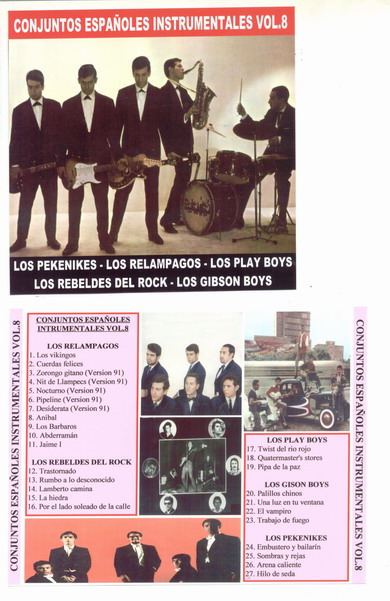 CONJUNTOS ESPAÑOLES INSTRUMENTALES VOL.8
LOS PEKENIKES - LOS RELAMPAGOS - LOS PLAY BOYS
LOS REBELDES DEL ROCK - LOS GIBSON BOYS
CONJUNTOS ESPAÑOLES INSTRUMENTALES VOL.8
CONJUNTOS ESPAÑOLES
INTRUMENTALES VOL.8
LOS RELAMPAGOS
1. Los vikingos
2. Cuerdas felices
3. Zorongo gitano (Version 91)
4. Nit de Llampecs (Version 91)
5. Nocturno (Version 91)
6. Pipeline (Version 91)
7. Desiderata (Version 91)
8. Anibal
9. Los Barbaros
10. Abderramán
11. Jaime I
LOS REBELDES DEL ROCK
12. Trastornado
13. Rumbo a lo desconocido
14. Lamberto camina
15. La hiedra
16. Por el lado soleado de la calle
LOS PLAY BOYS
17. Twist del rio rojo
18. Quatermaster's stores
19. Pipa de la paz
LOS GISON BOYS
20. Palillos chinos
21. Una luz en tu ventana
22. El vampiro
23. Trabajo de fuego
LOS PEKENIKES
24. Embustero y bailarín
25. Sombras y rejas
26. Arena caliente
27. Hilo de seda
CONJUNTOS ESPAÑOLES INSTRUMENTALES VOL.8